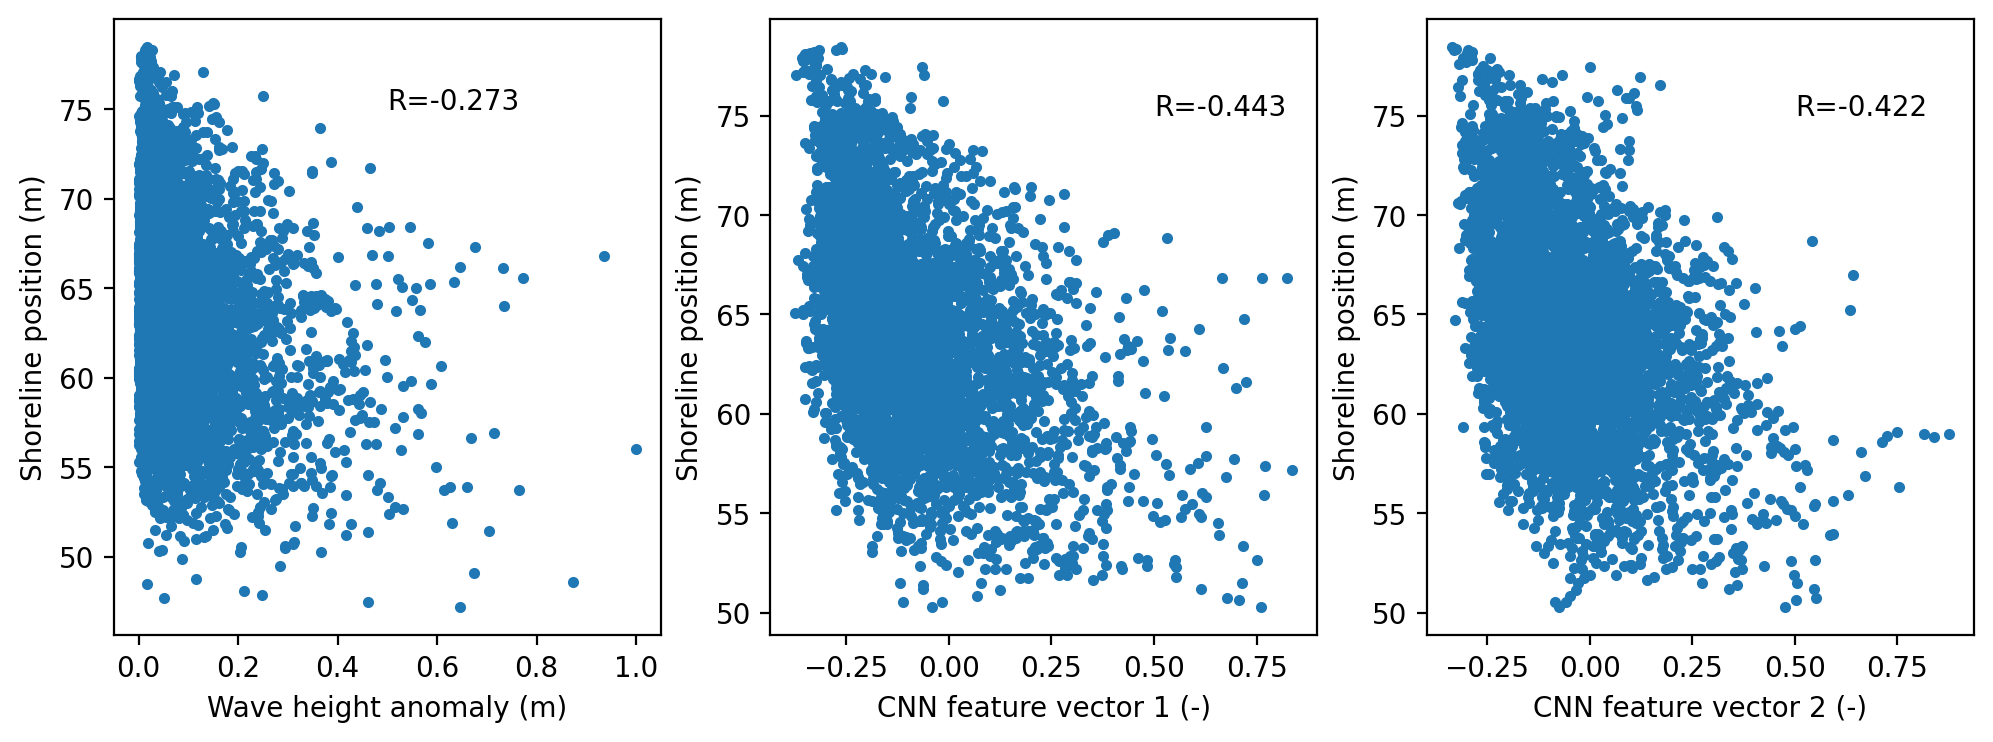 R=-0.273
75
70
65
60
55
50
Shoreline position (m)
0.0 0.2 0.4 0.6 0.8 1.0
Wave height anomaly (m)
R=-0.443
75
70
65
60
55
50
Shoreline position (m)
−0.25 0.00 0.25 0.50 0.75
CNN feature vector 1 (-)
R=-0.422
75
70
65
60
55
50
Shoreline position (m)
−0.25 0.00 0.25 0.50 0.75
CNN feature vector 2 (-)